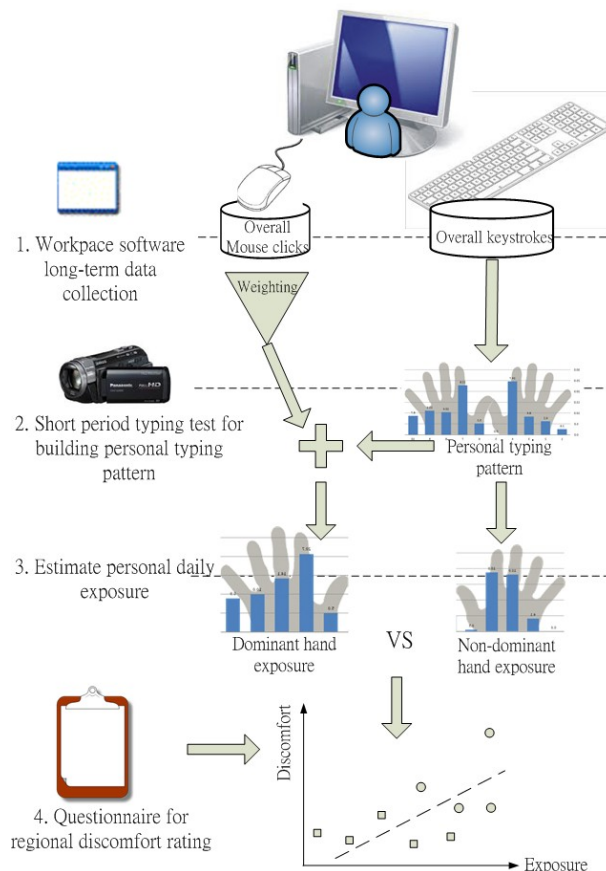 Overall
Mouse clicks
Overall keystrokes
1. Workpace software
long-term data
collection
Weighting
Panasonic
HD
2. Short period typing test for
building personal typing
pattern
Personal typing
pattern
3. Estimate personal daily
exposure
Dominant hand
exposure
VS
Non-dominant
hand exposure
Discomfort
4. Questionnaire for
regional discomfort rating
Exposure